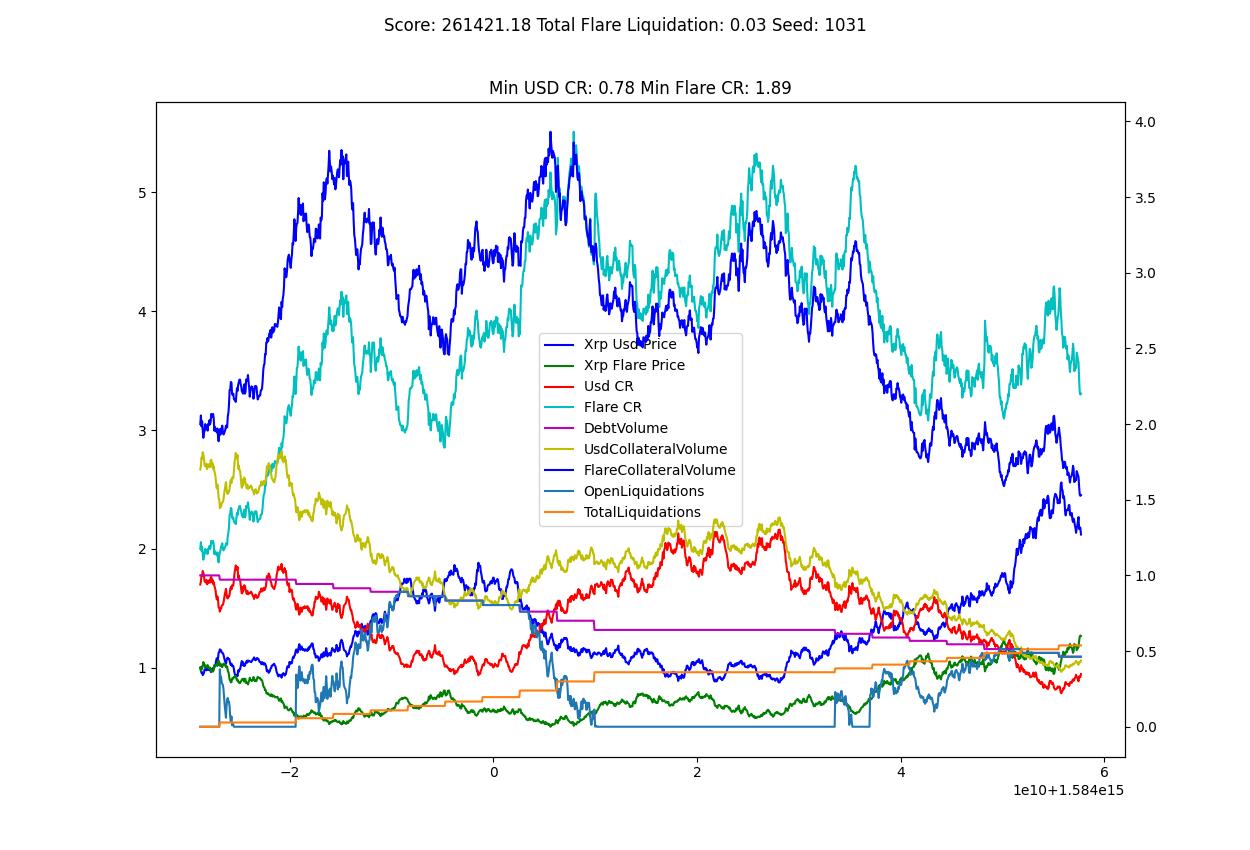 Score: 261421.18 Total Flare Liquidation: 0.03 Seed: 1031
Min USD CR: 0.78 Min Flare CR: 1.89
5
4
3
2
1
4.0
3.5
3.0
2.5
2.0
1.5
1.0
0.5
0.0
Xrp Usd Price
Xrp Flare Price
Usd CR
Flare CR
DebtVolume
UsdCollateralVolume
FlareCollateralVolume
OpenLiquidations
TotalLiquidations
−2 0 2 4 6
1e10+1.584e15